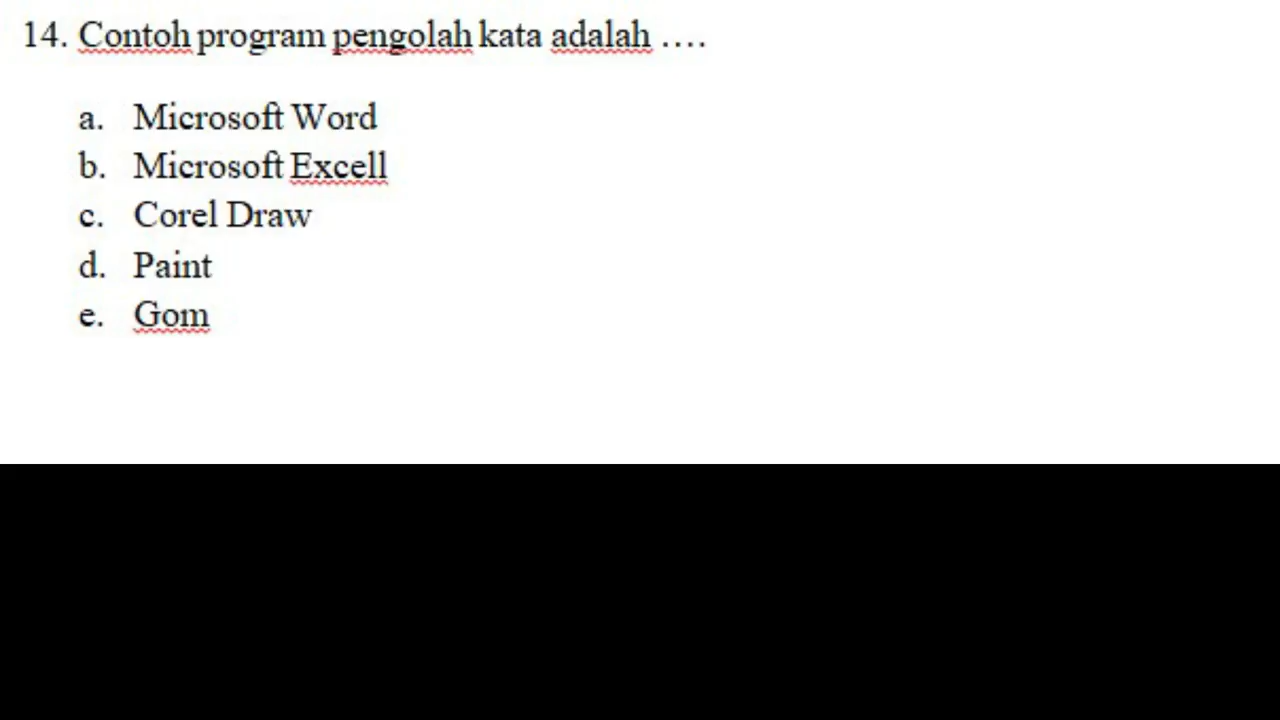 14. Contoh program pengolah kata adalah ....
a. Microsoft Word
b. Microsoft Excell
c. Corel Draw
d. Paint
e. Gom